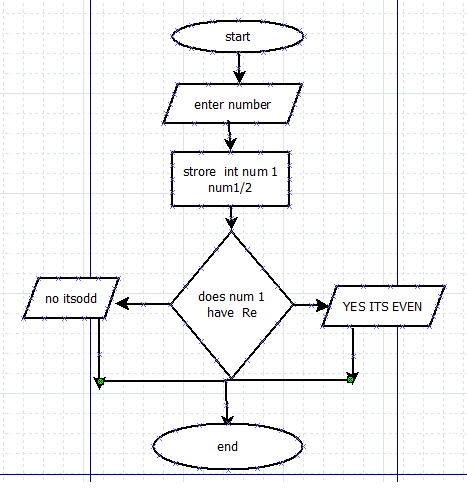 start
enter number
strore int num 1
num1/2
does num 1
have Re
no itsodd
YES ITS EVEN
end